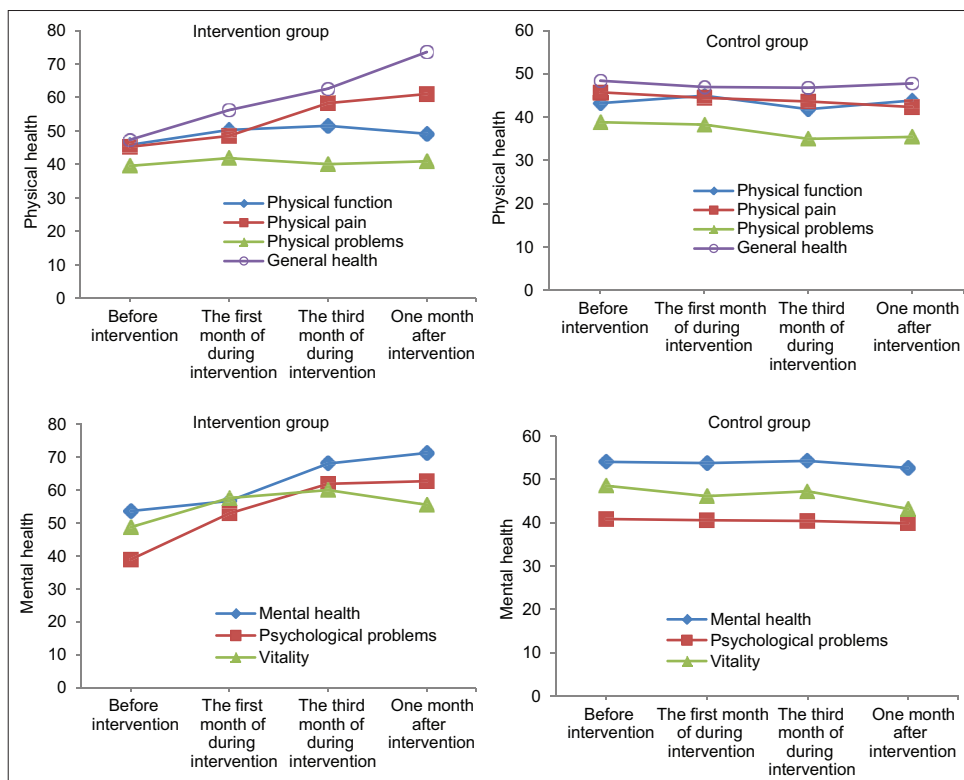 Intervention group
80
70
60
50
40
30
20
10
0
Physical health
Physical function
Physical pain
Physical problems
General health
Before
intervention
The first
month of
during
intervention
The third
month of
during
intervention
One month
after
intervention
Control group
60
50
40
30
20
10
0
Physical health
Physical function
Physical pain
Physical problems
General health
Before
intervention
The first month
of during
intervention
The third
month of
during
intervention
One month
after
intervention
Intervention group
80
70
60
50
40
30
20
10
0
Mental health
Mental health
Psychological problems
Vitality
Before
intervention
The first
month of
during
intervention
The third
month of
during
intervention
One month
after
intervention
Control group
60
50
40
30
20
10
0
Mental health
Mental health
Psychological problems
Vitality
Before
intervention
The first month
of during
intervention
The third
month of
during
intervention
One month
after
intervention